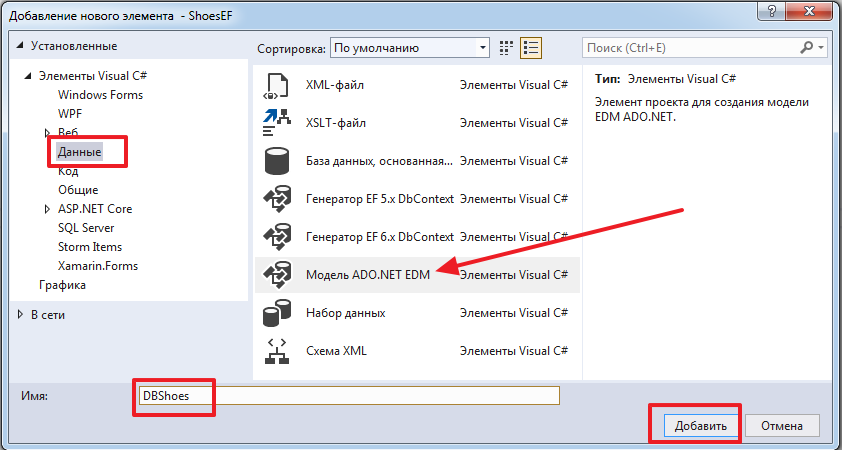 Добавление нового элемента - ShoesEF
Установленные
Сортировка: По умолчанию
Поиск (Ctrl+E)
Элементы Visual C#
Windows Forms
WPF
Веб
Данные
Код
Общие
ASP.NET Core
SQL Server
Storm Items
Xamarin.Forms
Графика
В сети
XML-файл Элементы Visual C#
XSLT-файл Элементы Visual C#
База данных, основанная... Элементы Visual C#
Генератор EF 5.x DbContext Элементы Visual C#
Генератор EF 6.x DbContext Элементы Visual C#
Модель ADO.NET EDM Элементы Visual C#
Набор данных Элементы Visual C#
Схема XML Элементы Visual C#
Тип: Элементы Visual C#
Элемент проекта для создания модели
EDM ADO.NET.
Имя: DBShoes
Добавить Отмена